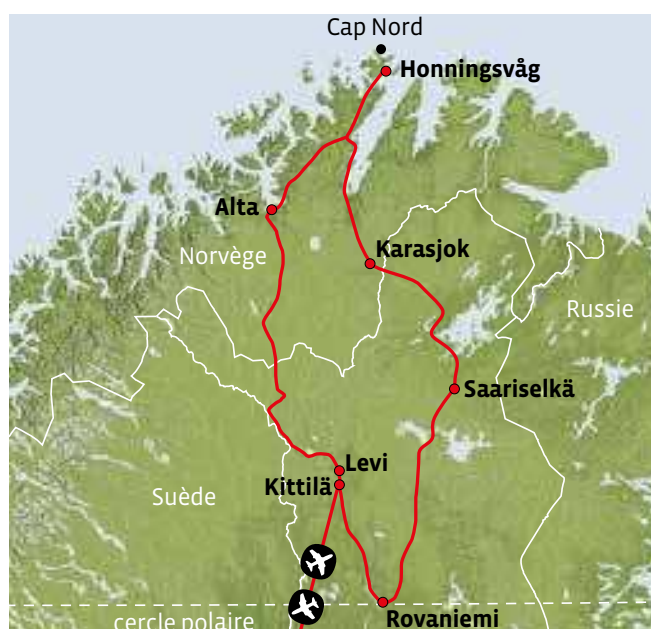 Cap Nord
Honningsvåg
Alta
Norvège
Karasjok
Russie
Saariselkä
Levi
Kittilä
Suède
cercle polaire
Rovaniemi